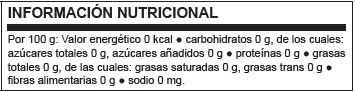 INFORMACIÓN NUTRICIONAL
Por 100 g: Valor energético 0 kcal ● carbohidratos 0 g, de los cuales:
azúcares totales 0 g, azúcares añadidos 0 g ● proteínas 0 g ● grasas
totales 0 g, de las cuales: grasas saturadas 0 g, grasas trans 0 g ●
fibras alimentarias 0 g ● sodio 0 mg.